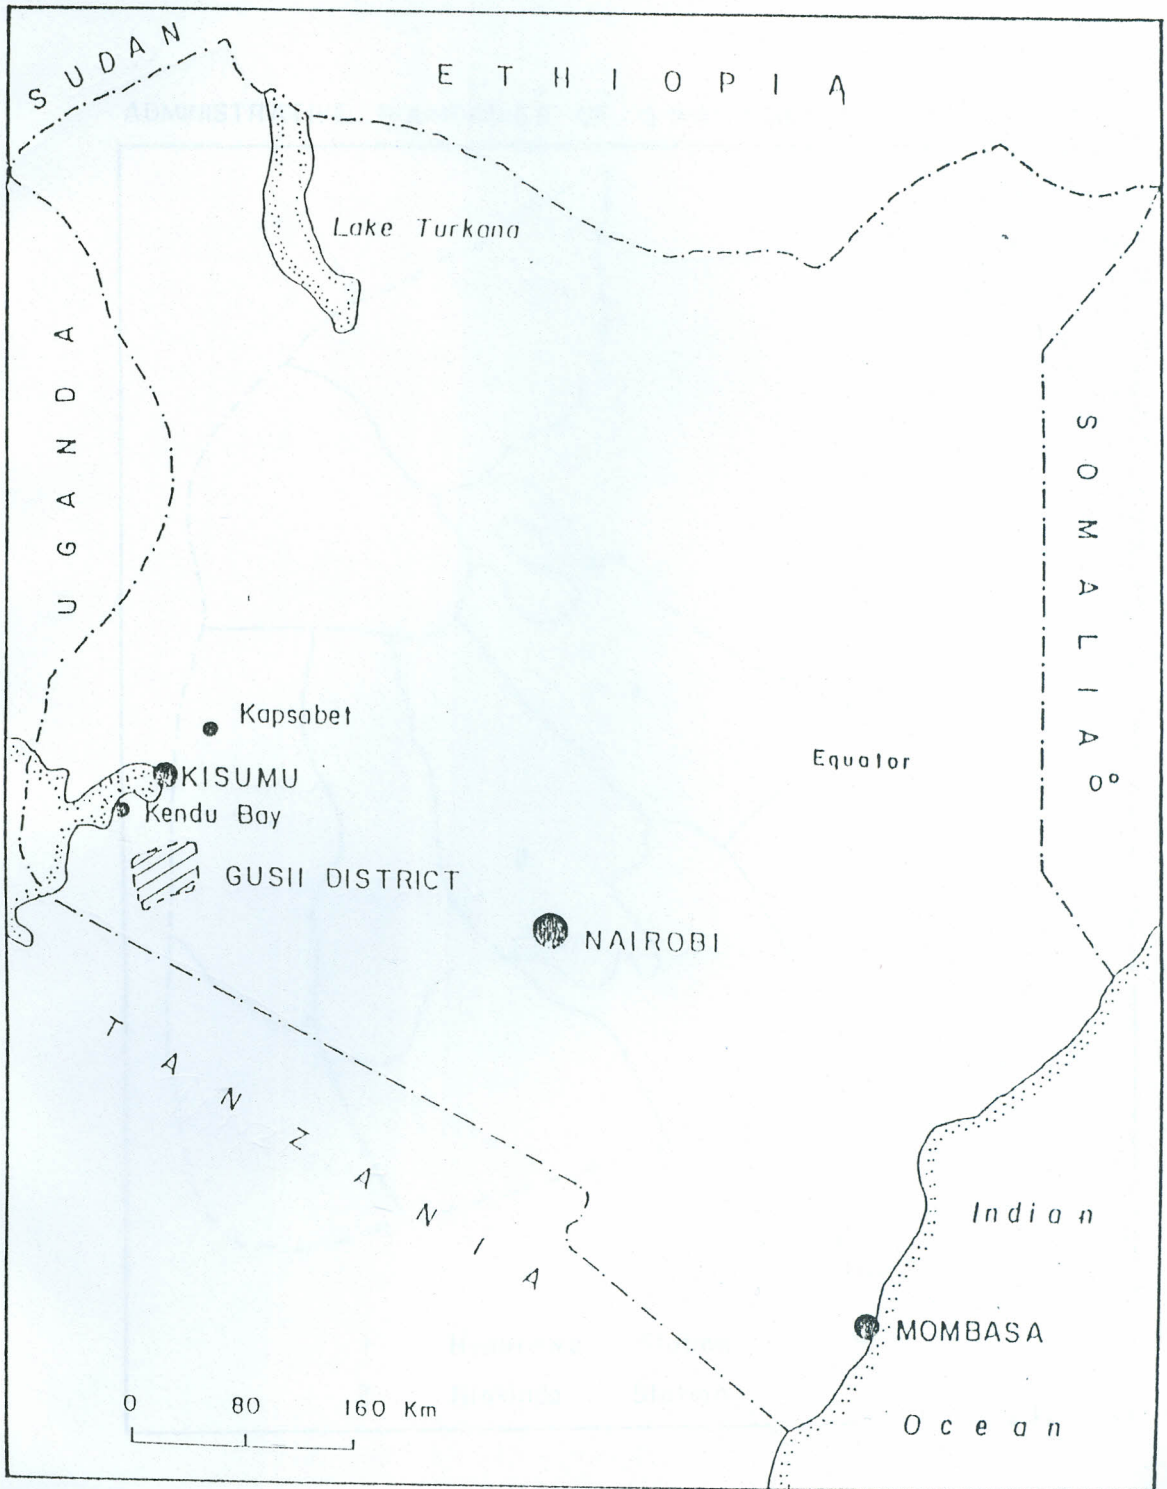 SUDAN
ETHIOPIA
Lake Turkana
UGANDA
SOMALIA
Kapsabet
Equator
0°
KISUMU
Kendu Bay
GUSII DISTRICT
NAIROBI
TANZANIA
Indian
MOMBASA
Ocean
0 80 160 Km